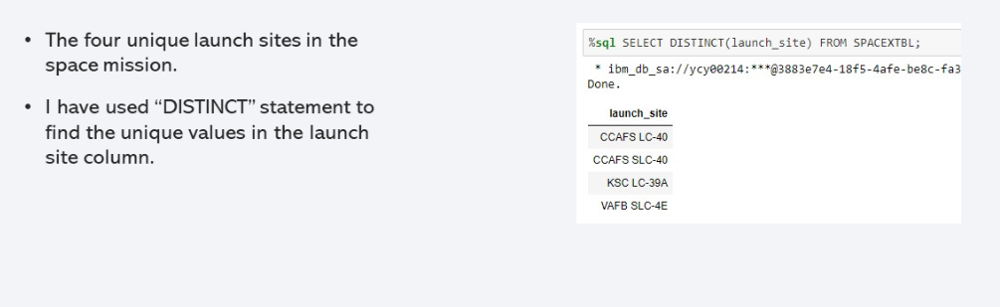 • The four unique launch sites in the
space mission.
• I have used “DISTINCT” statement to
find the unique values in the launch
site column.
%sql SELECT DISTINCT(launch_site) FROM SPACEXTBL;
* ibm_db_sa://ycy00214:***@3883e7e4-18f5-4afe-be8c-fa3
Done.
launch_site
CCAFS LC-40
CCAFS SLC-40
KSC LC-39A
VAFB SLC-4E